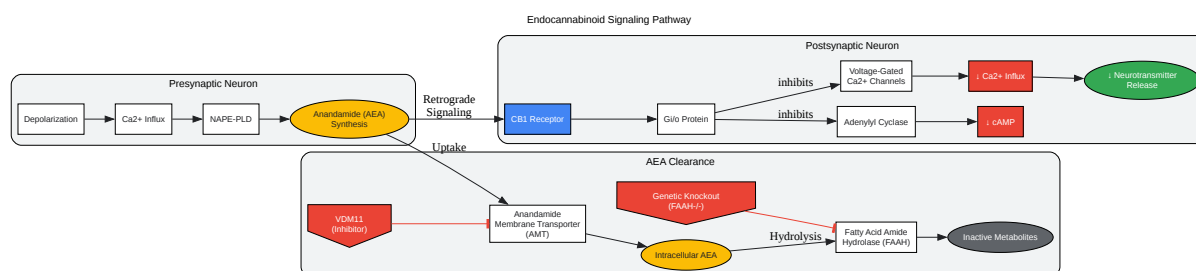 Endocannabinoid Signaling Pathway
Presynaptic Neuron
Depolarization
Ca2+ Influx
NAPE-PLD
Anandamide (AEA)
Synthesis
Retrograde
Signaling
Postsynaptic Neuron
CB1 Receptor
Gi/o Protein
inhibits
inhibits
Voltage-Gated
Ca2+ Channels
↓ Ca2+ Influx
↓ Neurotransmitter
Release
Adenylyl Cyclase
↓ cAMP
Uptake
AEA Clearance
VDM11
(Inhibitor)
Anandamide
Membrane Transporter
(AMT)
Genetic Knockout
(FAAH-/-)
Intracellular AEA
Hydrolysis
Fatty Acid Amide
Hydrolase (FAAH)
Inactive Metabolites